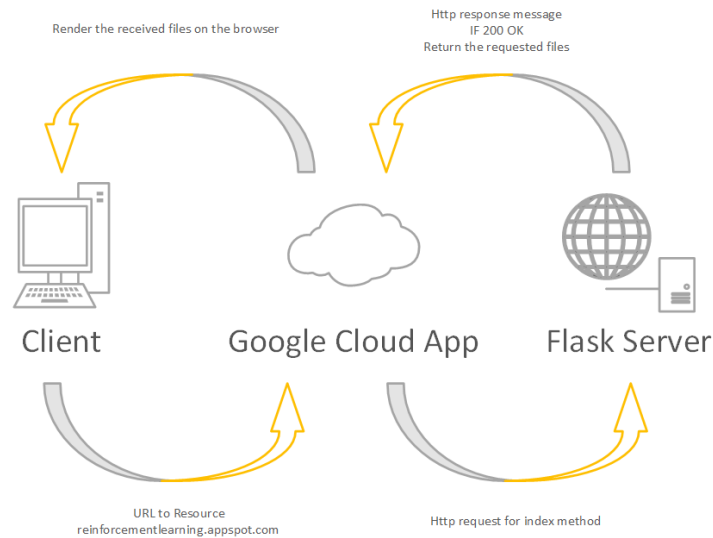 Render the received files on the browser
Http response message
IF 200 OK
Return the requested files
Client
Google Cloud App
Flask Server
URL to Resource
reinforcementlearning.appspot.com
Http request for index method